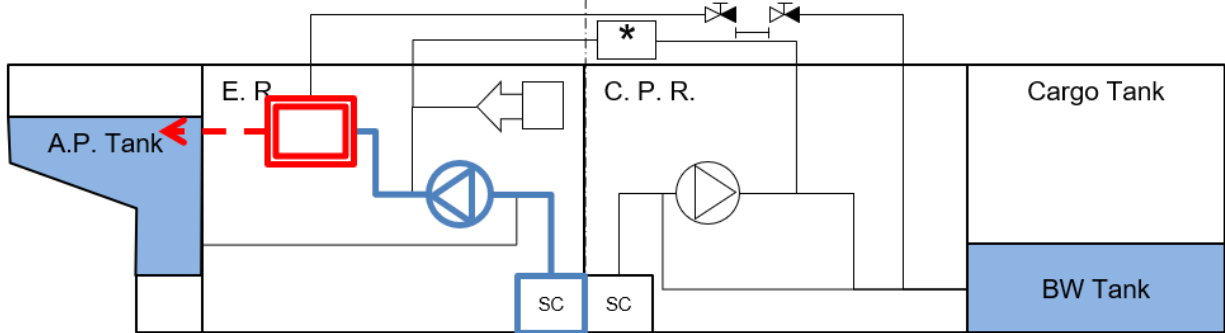 *
E. R
C. P. R.
Cargo Tank
A.P. Tank
BW Tank
SC
SC